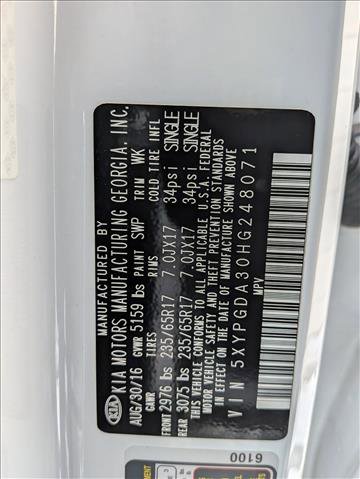 MANUFACTURED BY
KIA KIA MOTORS MANUFACTURING GEORGIA, INC.
AUG/30/16 GVWR 5159 lbs PAINT SWP TRIM WK
GAWR TIRES RIMS COLD TIRE INFL
FRONT 2976 lbs 235/65R17 7.0JX17 34psi SINGLE
REAR 3075 lbs 235/65R17 7.0JX17 34psi SINGLE
THIS VEHICLE CONFORMS TO ALL APPLICABLE U.S.A. FEDERAL
MOTOR VEHICLE SAFETY AND THEFT PREVENTION STANDARDS
IN EFFECT ON THE DATE OF MANUFACTURE SHOWN ABOVE
VIN 5XYPGDA30HG248071
MPV
6100